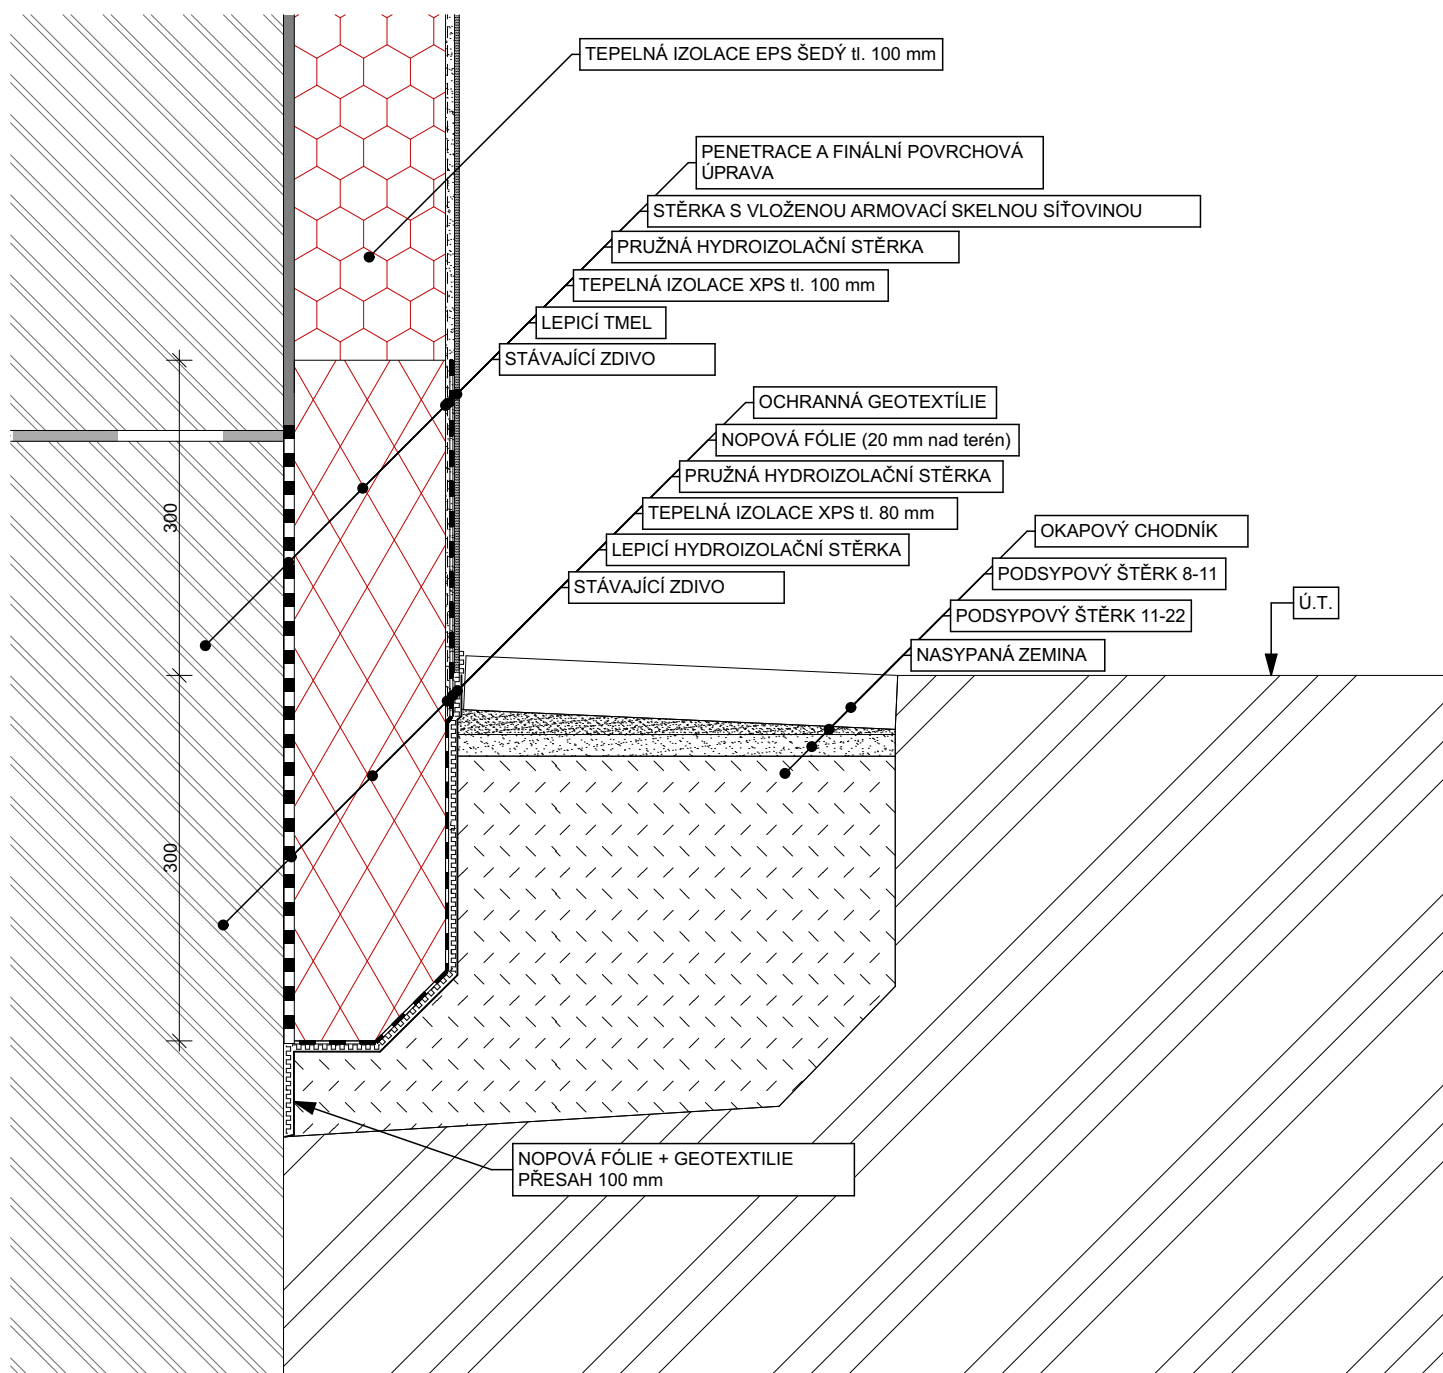 TEPELNÁ IZOLACE EPS ŠEDÝ tl. 100 mm
PENETRACE A FINÁLNÍ POVRCHOVÁ
ÚPRAVA
STĚRKA S VLOŽENOU ARMOVACÍ SKELNOU SÍŤOVINOU
PRUŽNÁ HYDROIZOLAČNÍ STĚRKA
TEPELNÁ IZOLACE XPS tl. 100 mm
LEPICÍ TMEL
STÁVAJÍCÍ ZDIVO
OCHRANNÁ GEOTEXTÍLIE
NOPOVÁ FÓLIE (20 mm nad terén)
PRUŽNÁ HYDROIZOLAČNÍ STĚRKA
TEPELNÁ IZOLACE XPS tl. 80 mm
LEPICÍ HYDROIZOLAČNÍ STĚRKA
STÁVAJÍCÍ ZDIVO
OKAPOVÝ CHODNÍK
PODSYPOVÝ ŠTĚRK 8-11
PODSYPOVÝ ŠTĚRK 11-22
NASYPANÁ ZEMINA
Ú.T.
300
300
NOPOVÁ FÓLIE + GEOTEXTILIE
PŘESAH 100 mm